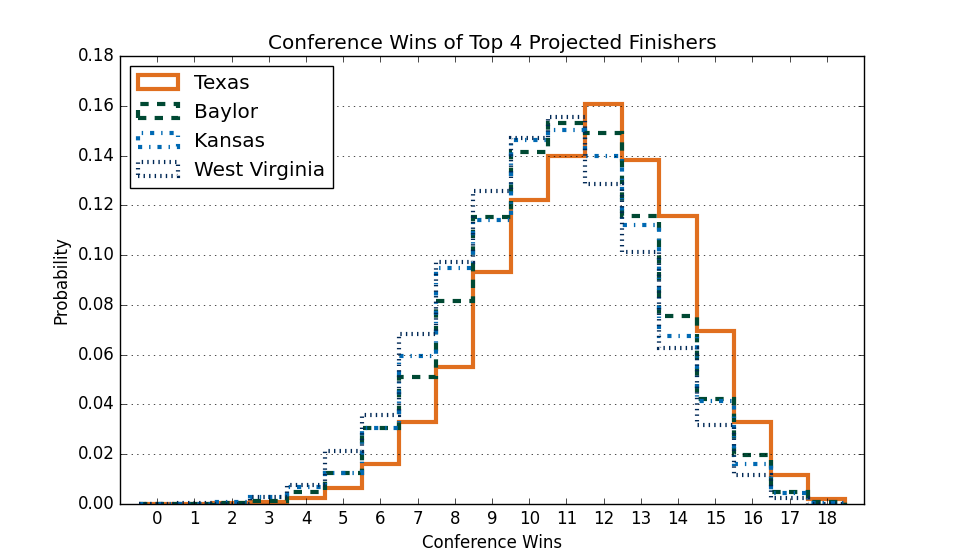 Conference Wins of Top 4 Projected Finishers
0.18
0.16
0.14
0.12
0.10
0.08
0.06
0.04
0.02
0.00
Probability
Texas
Baylor
Kansas
West Virginia
0 1 2 3 4 5 6 7 8 9 10 11 12 13 14 15 16 17 18
Conference Wins